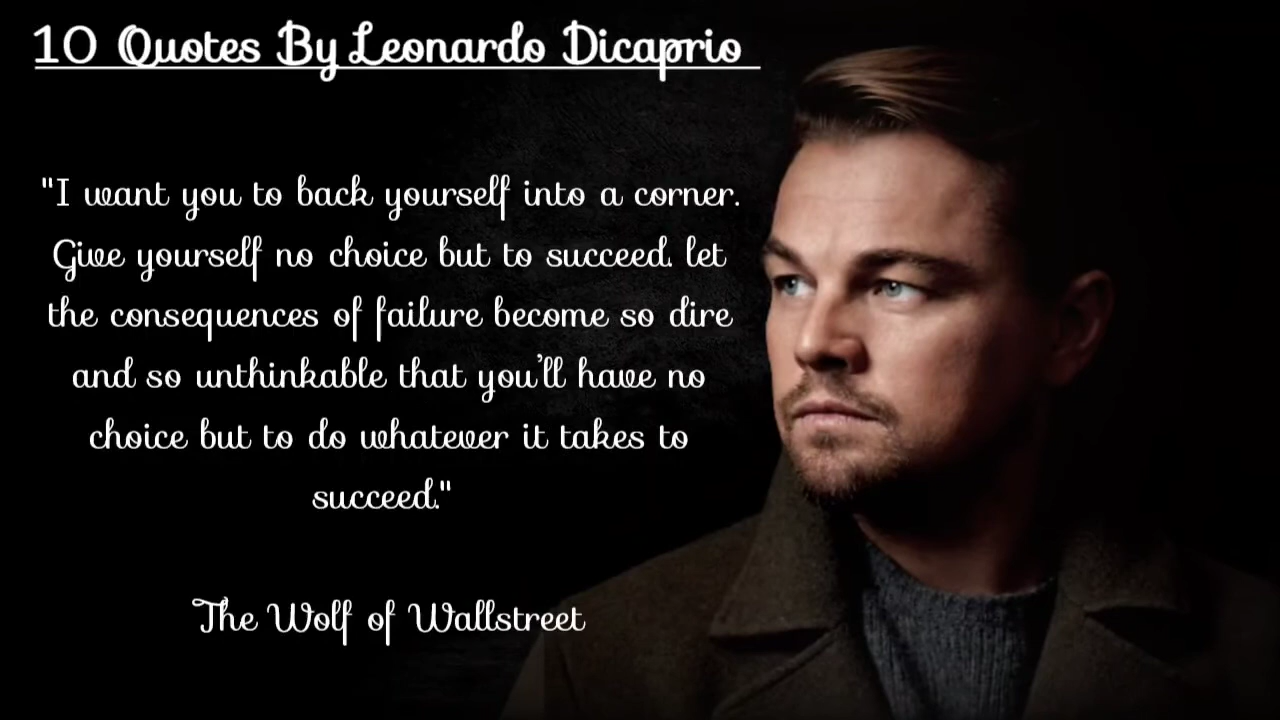 10 Quotes By Leonardo Dicaprio
"I want you to back yourself into a corner.
Give yourself no choice but to succeed. let
the consequences of failure become so dire
and so unthinkable that you'll have no
choice but to do whatever it takes to
succeed."
The Wolf of Wallstreet